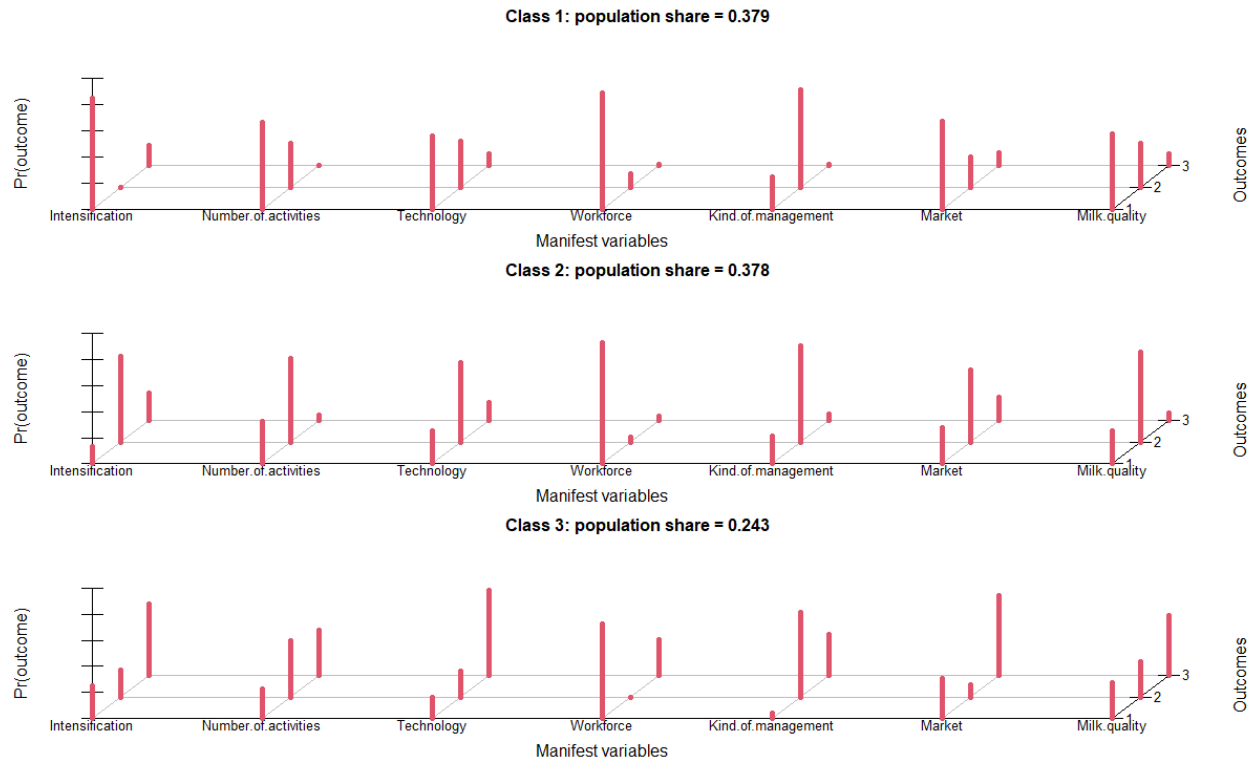 Class 1: population share = 0.379
Pr(outcome)
Outcomes
3
2
1
Intensification Number.of.activities Technology Workforce Kind.of.management Market Milk.quality
Manifest variables
Class 2: population share = 0.378
Pr(outcome)
Outcomes
3
2
1
Intensification Number.of.activities Technology Workforce Kind.of.management Market Milk.quality
Manifest variables
Class 3: population share = 0.243
Pr(outcome)
Outcomes
3
2
1
Intensification Number.of.activities Technology Workforce Kind.of.management Market Milk.quality
Manifest variables